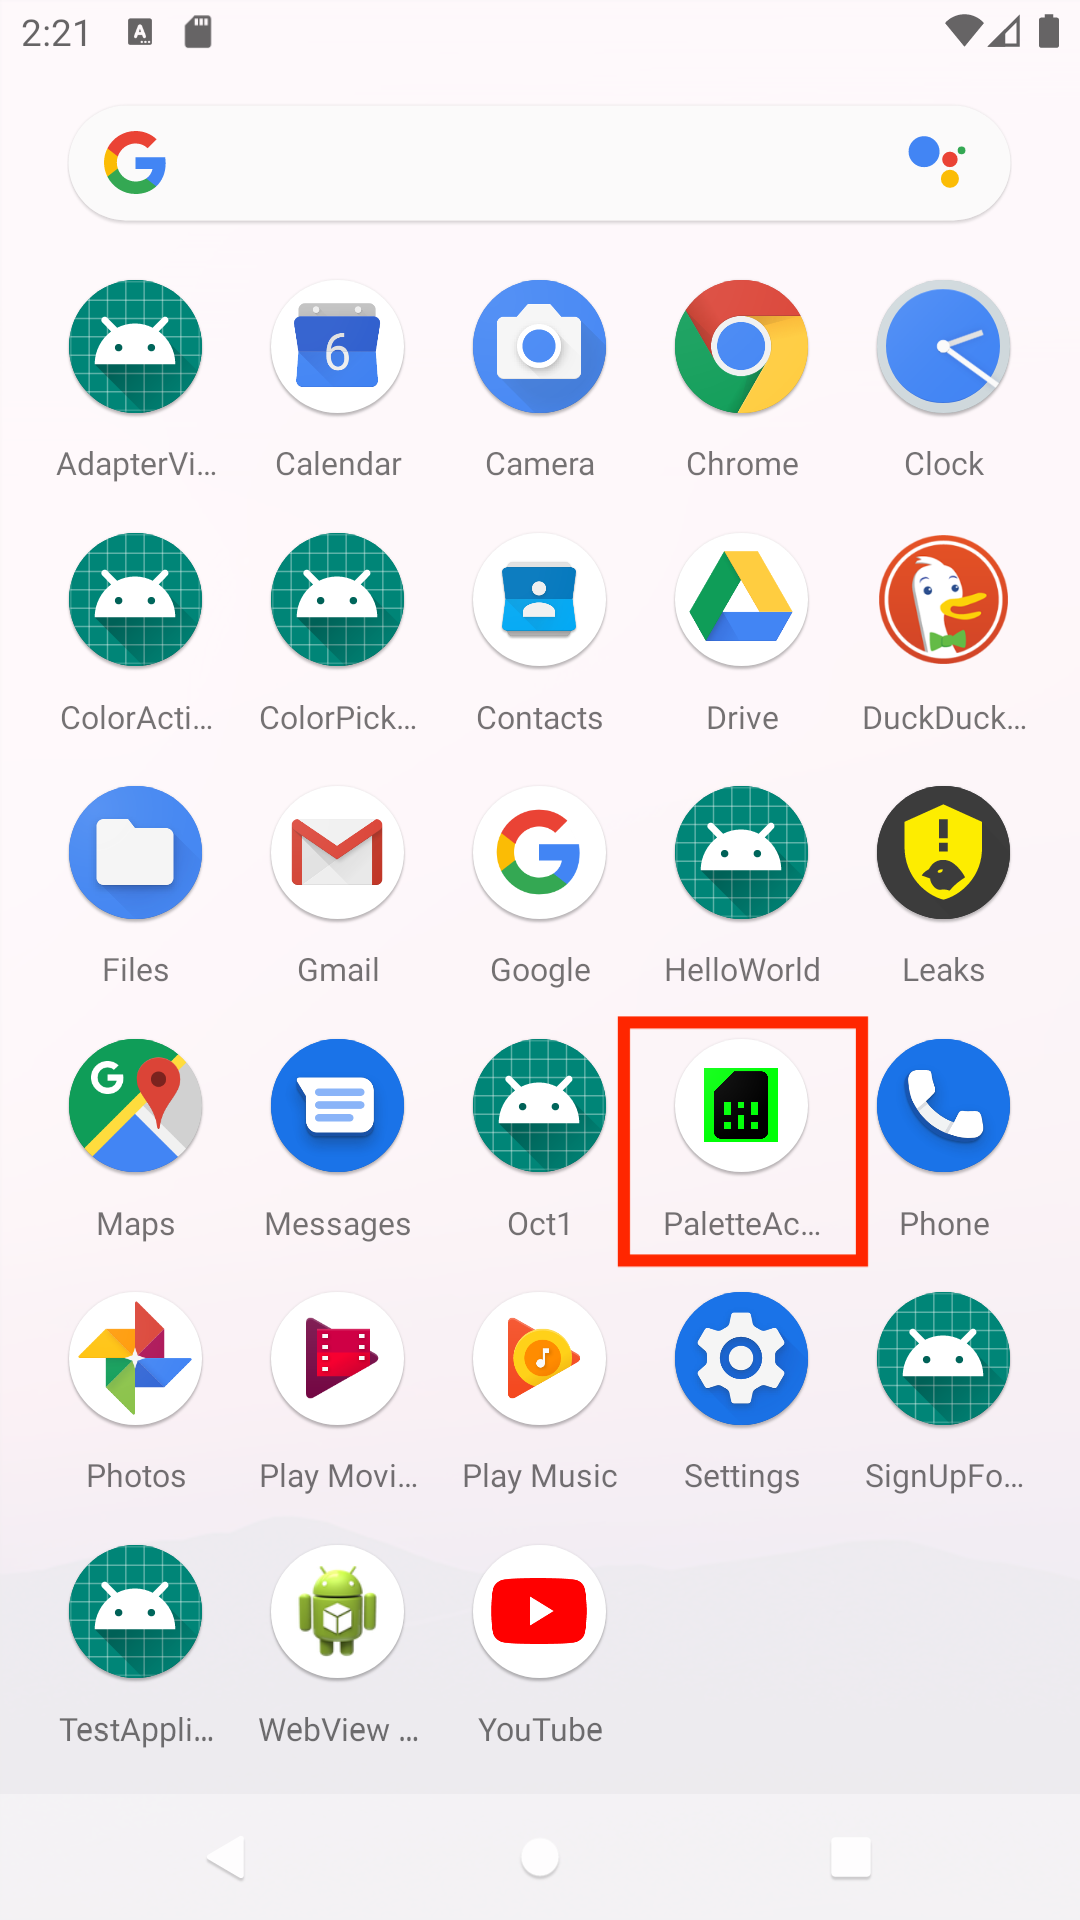 2:21
A
AdapterVi...
6
Calendar
Camera
Chrome
Clock
ColorActi...
ColorPick...
Contacts
Drive
DuckDuck...
Files
Gmail
Google
HelloWorld
Leaks
Maps
Messages
Oct1
PaletteAc...
Phone
Photos
Play Movi...
Play Music
Settings
SignUpFo...
TestAppli...
WebView ...
YouTube